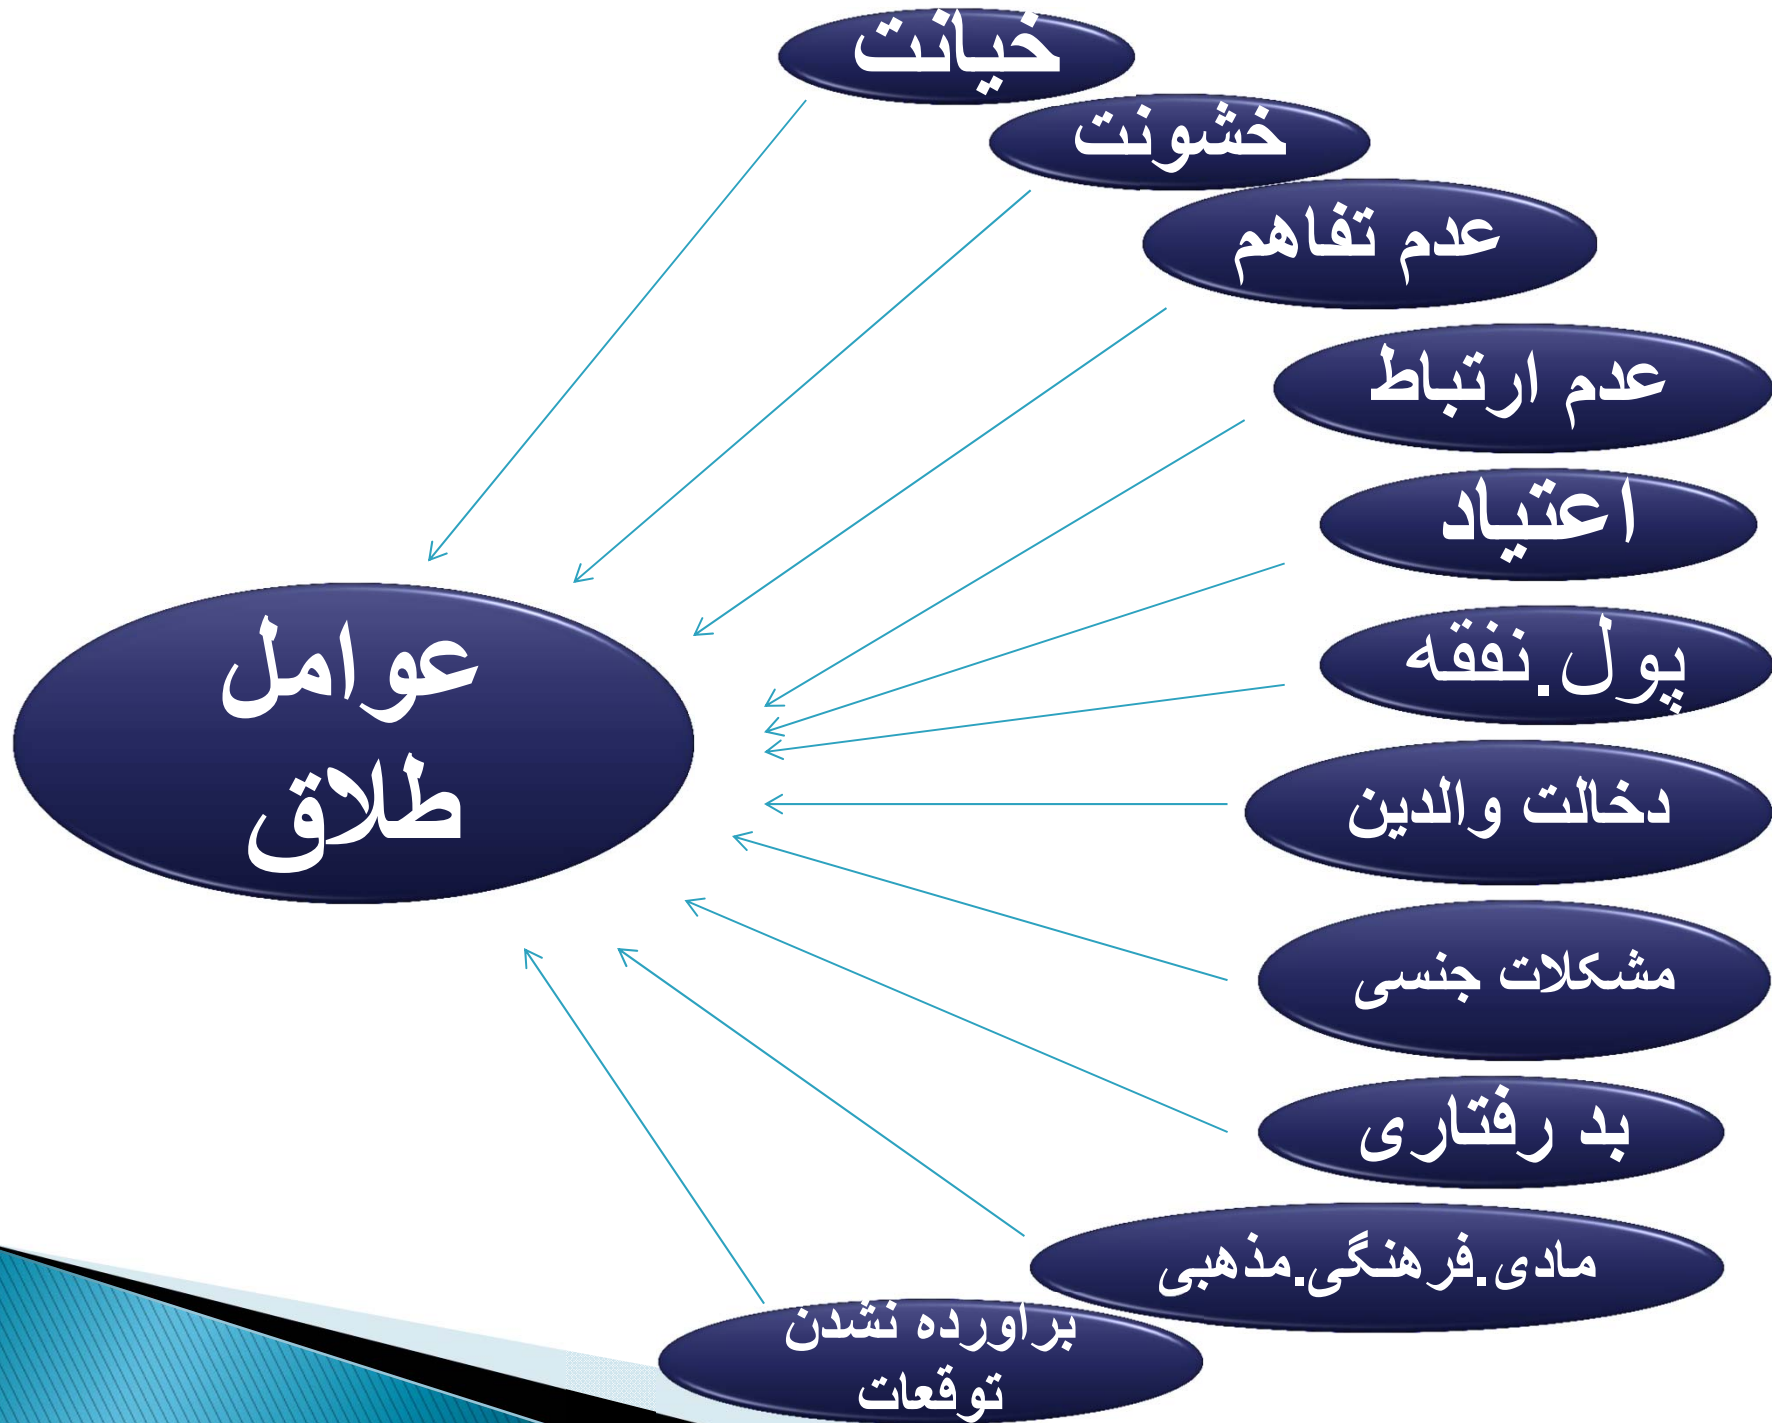 خیانت
خشونت
عدم تفاهم
عدم ارتباط
اعتیاد
پول.نفقه
دخالت والدین
مشکلات جنسی
بد رفتاری
مادی.فرهنگی.مذهبی
براورده نشدن
توقعات
عوامل
طلاق